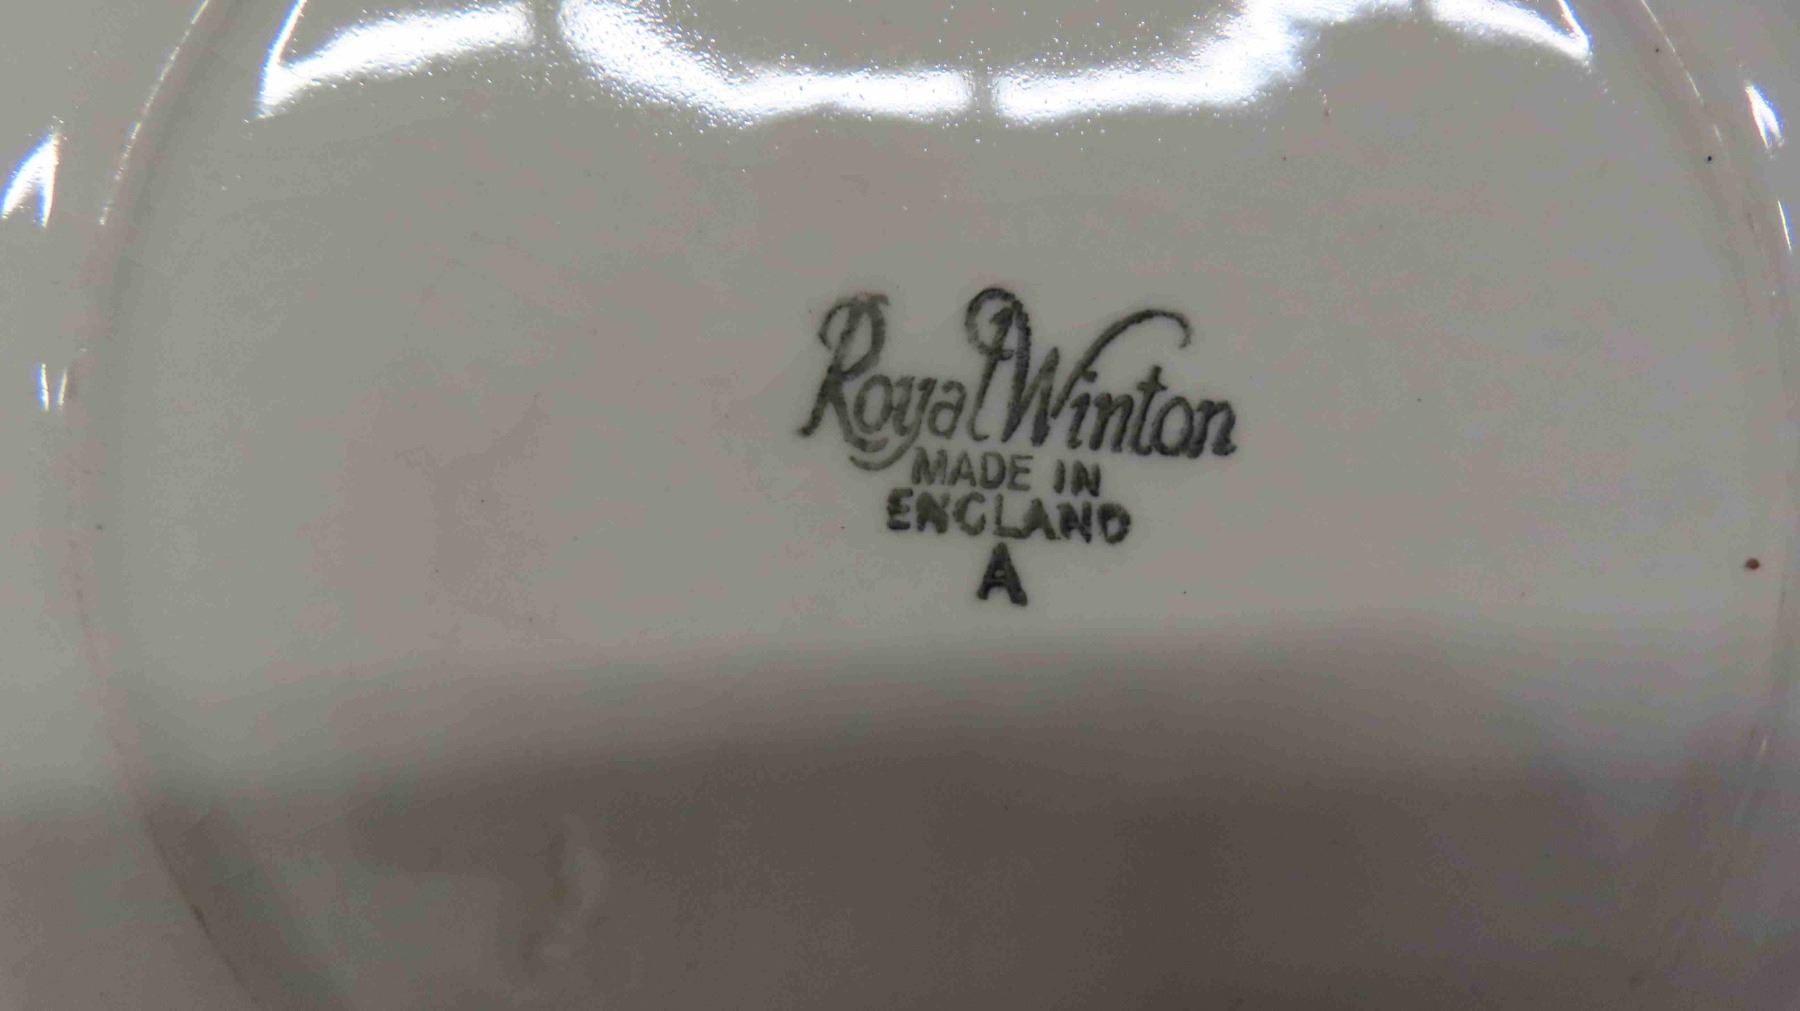 Royal Winton
MADE IN
ENGLAND
A